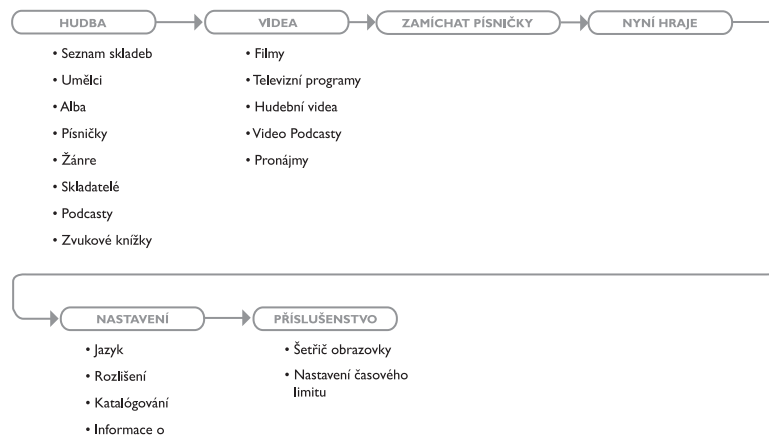 HUDBA
• Seznam skladeb
• Umělci
• Alba
• Písničky
• Žánre
• Skladatelé
• Podcasty
• Zvukové knížky
VIDEA
• Filmy
• Televizní programy
• Hudební videa
• Video Podcasty
• Pronájmy
ZAMÍCHAT PÍSNIČKY
NYNÍ HRAJE
NASTAVENÍ
• Jazyk
• Rozlišení
• Katalógování
• Informace o
PŘÍSLUŠENSTVO
• Šetřič obrazovky
• Nastavení časového
limitu